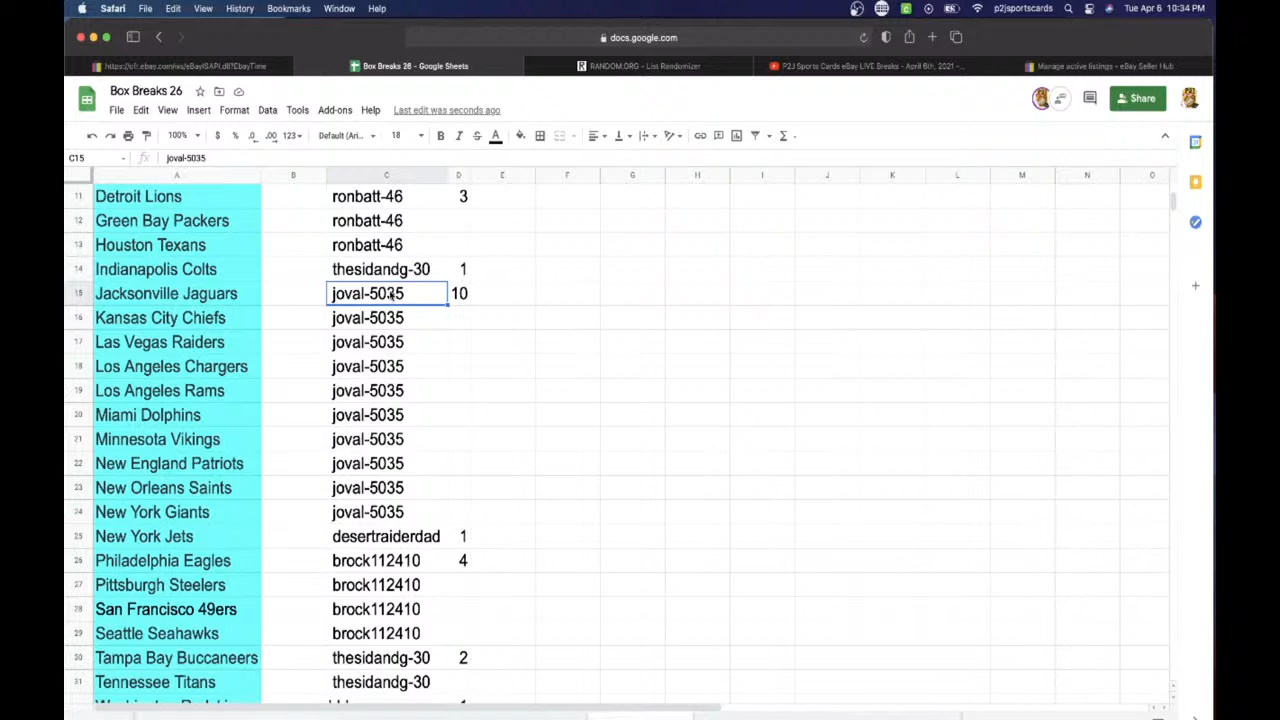 Safari File Edit View History Bookmarks Window Help p2jsportscards Tue Apr 6 10:34 PM
docs.google.com
https://ofr.ebay.com/ws/eBayISAPI.dll?EbayTime Box Breaks 26 - Google Sheets RANDOM.ORG - List Randomizer P2J Sports Cards eBay LIVE Breaks - April 6th, 2021 -... Manage active listings - eBay Seller Hub
Box Breaks 26
File Edit View Insert Format Data Tools Add-ons Help Last edit was seconds ago
Share
100% $ % .0 .00 123 Default (Ari... 18 B I S A
C15 fx joval-5035
A B C D E F G H I J K L M N O
11 Detroit Lions ronbatt-46 3
12 Green Bay Packers ronbatt-46
13 Houston Texans ronbatt-46
14 Indianapolis Colts thesidandg-30 1
15 Jacksonville Jaguars joval-5035 10
16 Kansas City Chiefs joval-5035
17 Las Vegas Raiders joval-5035
18 Los Angeles Chargers joval-5035
19 Los Angeles Rams joval-5035
20 Miami Dolphins joval-5035
21 Minnesota Vikings joval-5035
22 New England Patriots joval-5035
23 New Orleans Saints joval-5035
24 New York Giants joval-5035
25 New York Jets desertraiderdad 1
26 Philadelphia Eagles brock112410 4
27 Pittsburgh Steelers brock112410
28 San Francisco 49ers brock112410
29 Seattle Seahawks brock112410
30 Tampa Bay Buccaneers thesidandg-30 2
31 Tennessee Titans thesidandg-30